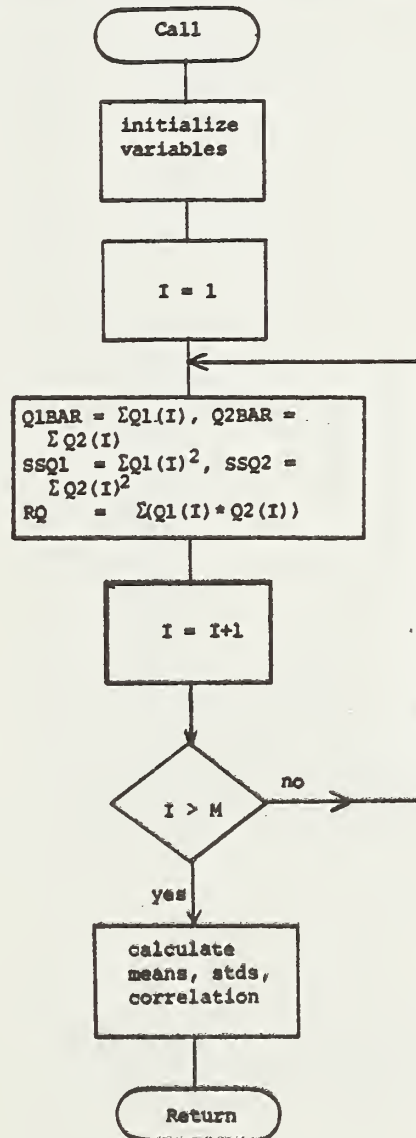 Call
initialize
variables
I = 1
Q1BAR = ΣQ1(I), Q2BAR =
ΣQ2(I)
SSQ1 = ΣQ1(I)², SSQ2 =
ΣQ2(I)²
RQ = Σ(Q1(I)*Q2(I))
I = I+1
I > M
no
yes
calculate
means, stds,
correlation
Return